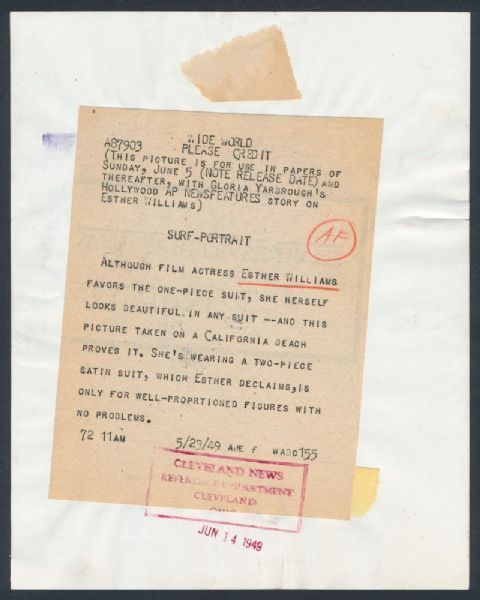 WIDE WORLD
A87903 PLEASE CREDIT
(THIS PICTURE IS FOR USE IN PAPERS OF
SUNDAY, JUNE 5 (NOTE RELEASE DATE) AND
THEREAFTER, WITH GLORIA YARBROUGH'S
HOLLYWOOD AP NEWSFEATURES STORY ON
ESTHER WILLIAMS)
AF
SURF-PORTRAIT
ALTHOUGH FILM ACTRESS ESTHER WILLIAMS
FAVORS THE ONE-PIECE SUIT, SHE HERSELF
LOOKS BEAUTIFUL IN ANY SUIT --AND THIS
PICTURE TAKEN ON A CALIFORNIA BEACH
PROVES IT. SHE'S WEARING A TWO-PIECE
SATIN SUIT, WHICH ESTHER DECLAIMS, IS
ONLY FOR WELL-PROPRTIONED FIGURES WITH
NO PROBLEMS.
72 11AM 5/23/49 F 155
CLEVELAND NEWS
REFERENCE DEPARTMENT
CLEVELAND
OHIO
JUN 14 1949